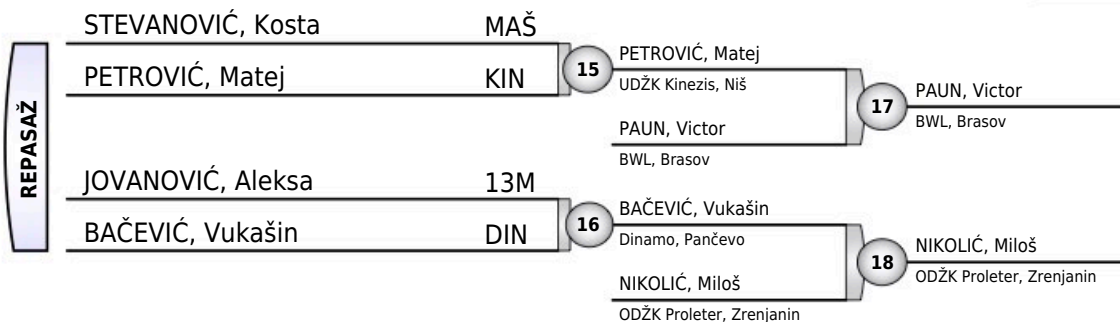 REPASAŽ
STEVANOVIĆ, Kosta MAŠ
PETROVIĆ, Matej KIN
15
PETROVIĆ, Matej
UDŽK Kinezis, Niš
PAUN, Victor
BWL, Brasov
17
PAUN, Victor
BWL, Brasov
JOVANOVIĆ, Aleksa 13M
BAČEVIĆ, Vukašin DIN
16
BAČEVIĆ, Vukašin
Dinamo, Pančevo
NIKOLIĆ, Miloš
ODŽK Proleter, Zrenjanin
18
NIKOLIĆ, Miloš
ODŽK Proleter, Zrenjanin